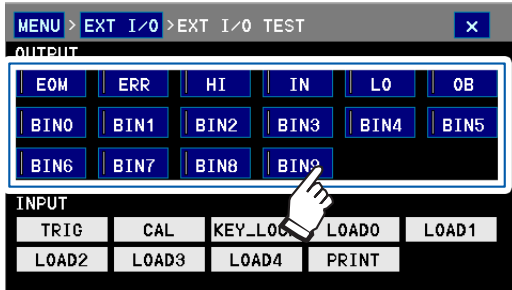 MENU > EXT I/O > EXT I/O TEST ×
OUTPUT
EOM ERR HI IN LO OB
BIN0 BIN1 BIN2 BIN3 BIN4 BIN5
BIN6 BIN7 BIN8 BIN9
INPUT
TRIG CAL KEY_LOCK LOAD0 LOAD1
LOAD2 LOAD3 LOAD4 PRINT